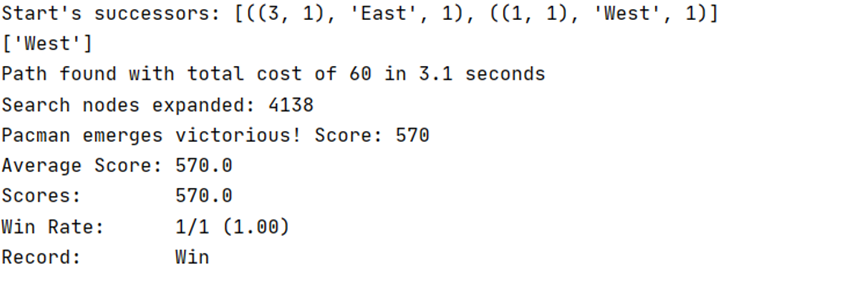 Start's successors: [((3, 1), 'East', 1), ((1, 1), 'West', 1)]
['West']
Path found with total cost of 60 in 3.1 seconds
Search nodes expanded: 4138
Pacman emerges victorious! Score: 570
Average Score: 570.0
Scores:        570.0
Win Rate:      1/1 (1.00)
Record:        Win